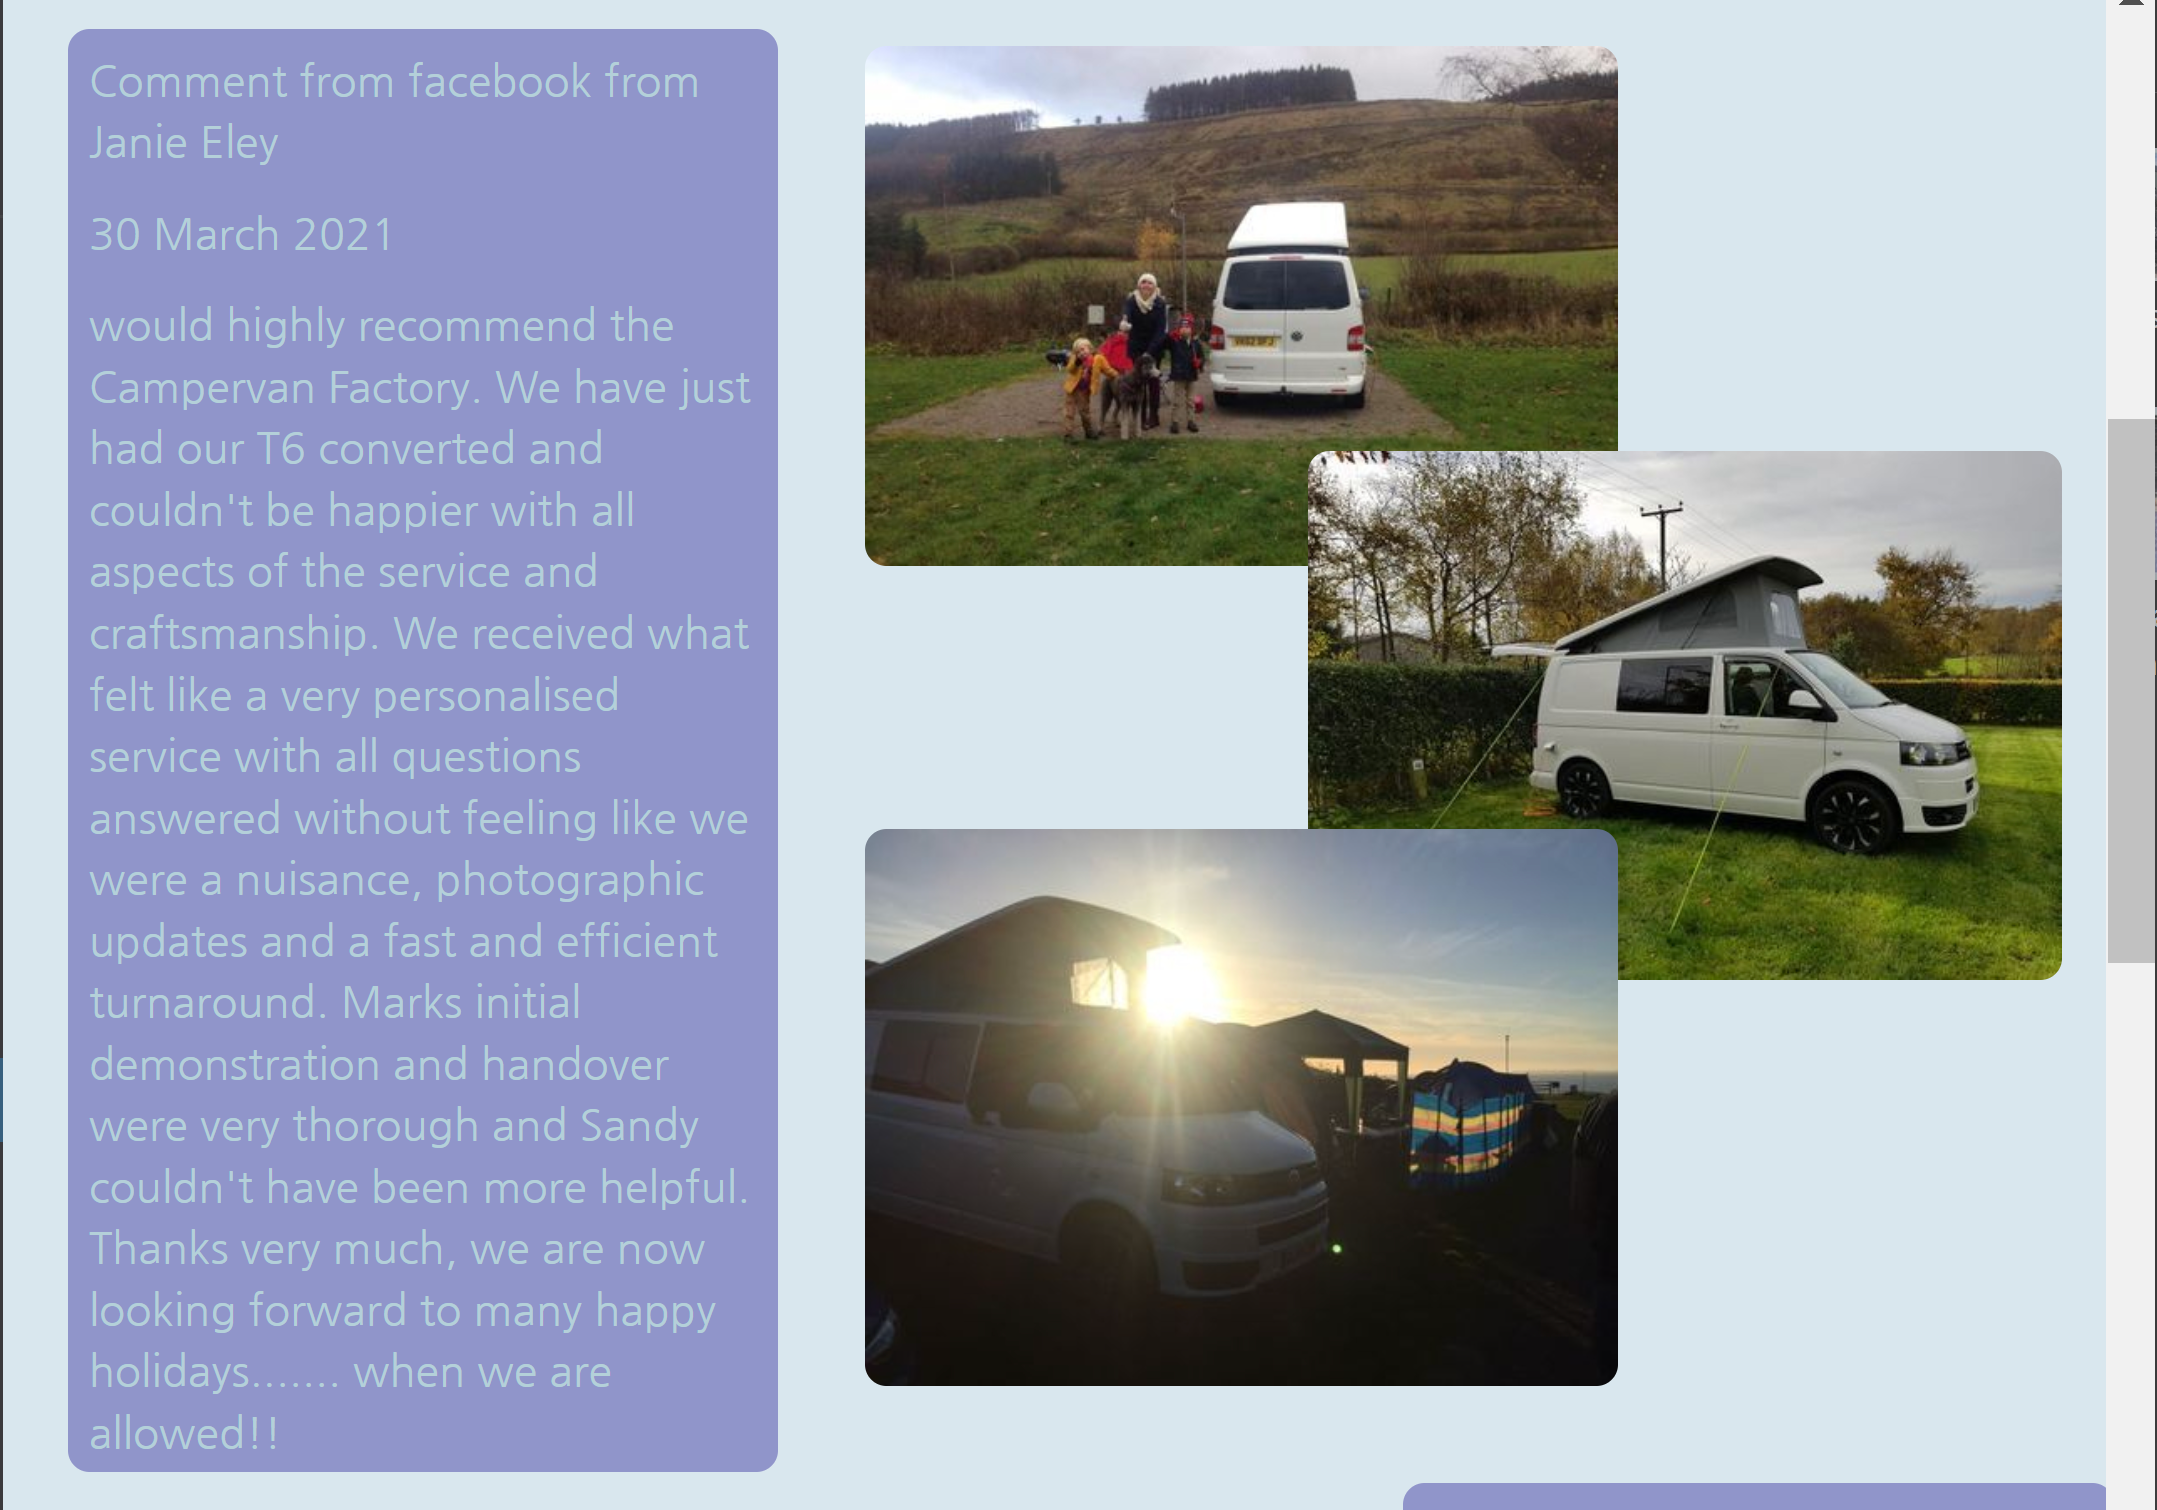 Comment from facebook from
Janie Eley
30 March 2021
would highly recommend the
Campervan Factory. We have just
had our T6 converted and
couldn't be happier with all
aspects of the service and
craftsmanship. We received what
felt like a very personalised
service with all questions
answered without feeling like we
were a nuisance, photographic
updates and a fast and efficient
turnaround. Marks initial
demonstration and handover
were very thorough and Sandy
couldn't have been more helpful.
Thanks very much, we are now
looking forward to many happy
holidays....... when we are
allowed!!